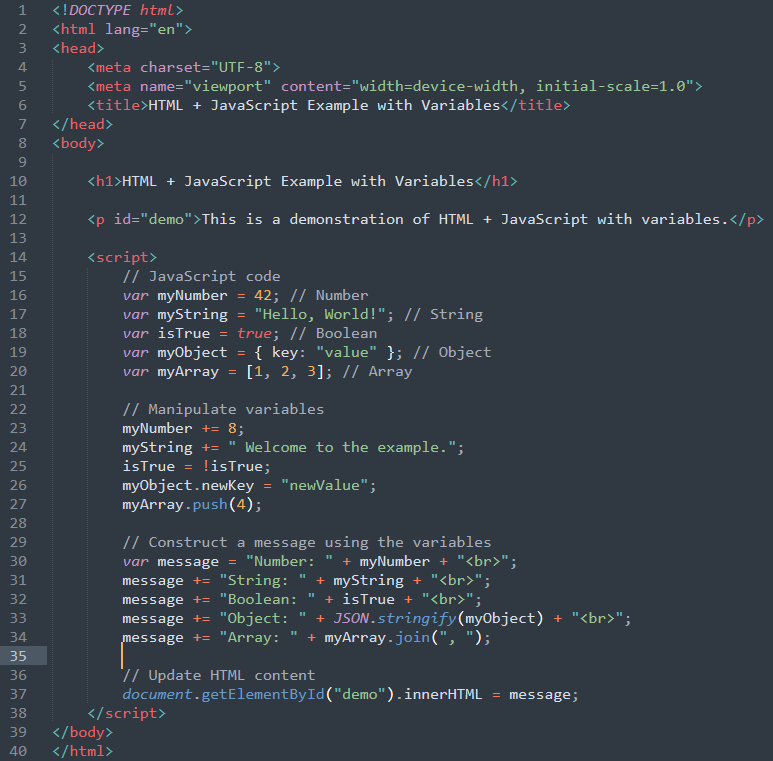 1 <!DOCTYPE html>
2 <html lang="en">
3 <head>
4     <meta charset="UTF-8">
5     <meta name="viewport" content="width=device-width, initial-scale=1.0">
6     <title>HTML + JavaScript Example with Variables</title>
7 </head>
8 <body>
9
10     <h1>HTML + JavaScript Example with Variables</h1>
11
12     <p id="demo">This is a demonstration of HTML + JavaScript with variables.</p>
13
14     <script>
15         // JavaScript code
16         var myNumber = 42; // Number
17         var myString = "Hello, World!"; // String
18         var isTrue = true; // Boolean
19         var myObject = { key: "value" }; // Object
20         var myArray = [1, 2, 3]; // Array
21
22         // Manipulate variables
23         myNumber += 8;
24         myString += " Welcome to the example.";
25         isTrue = !isTrue;
26         myObject.newKey = "newValue";
27         myArray.push(4);
28
29         // Construct a message using the variables
30         var message = "Number: " + myNumber + "<br>";
31         message += "String: " + myString + "<br>";
32         message += "Boolean: " + isTrue + "<br>";
33         message += "Object: " + JSON.stringify(myObject) + "<br>";
34         message += "Array: " + myArray.join(", ");
35
36         // Update HTML content
37         document.getElementById("demo").innerHTML = message;
38     </script>
39 </body>
40 </html>